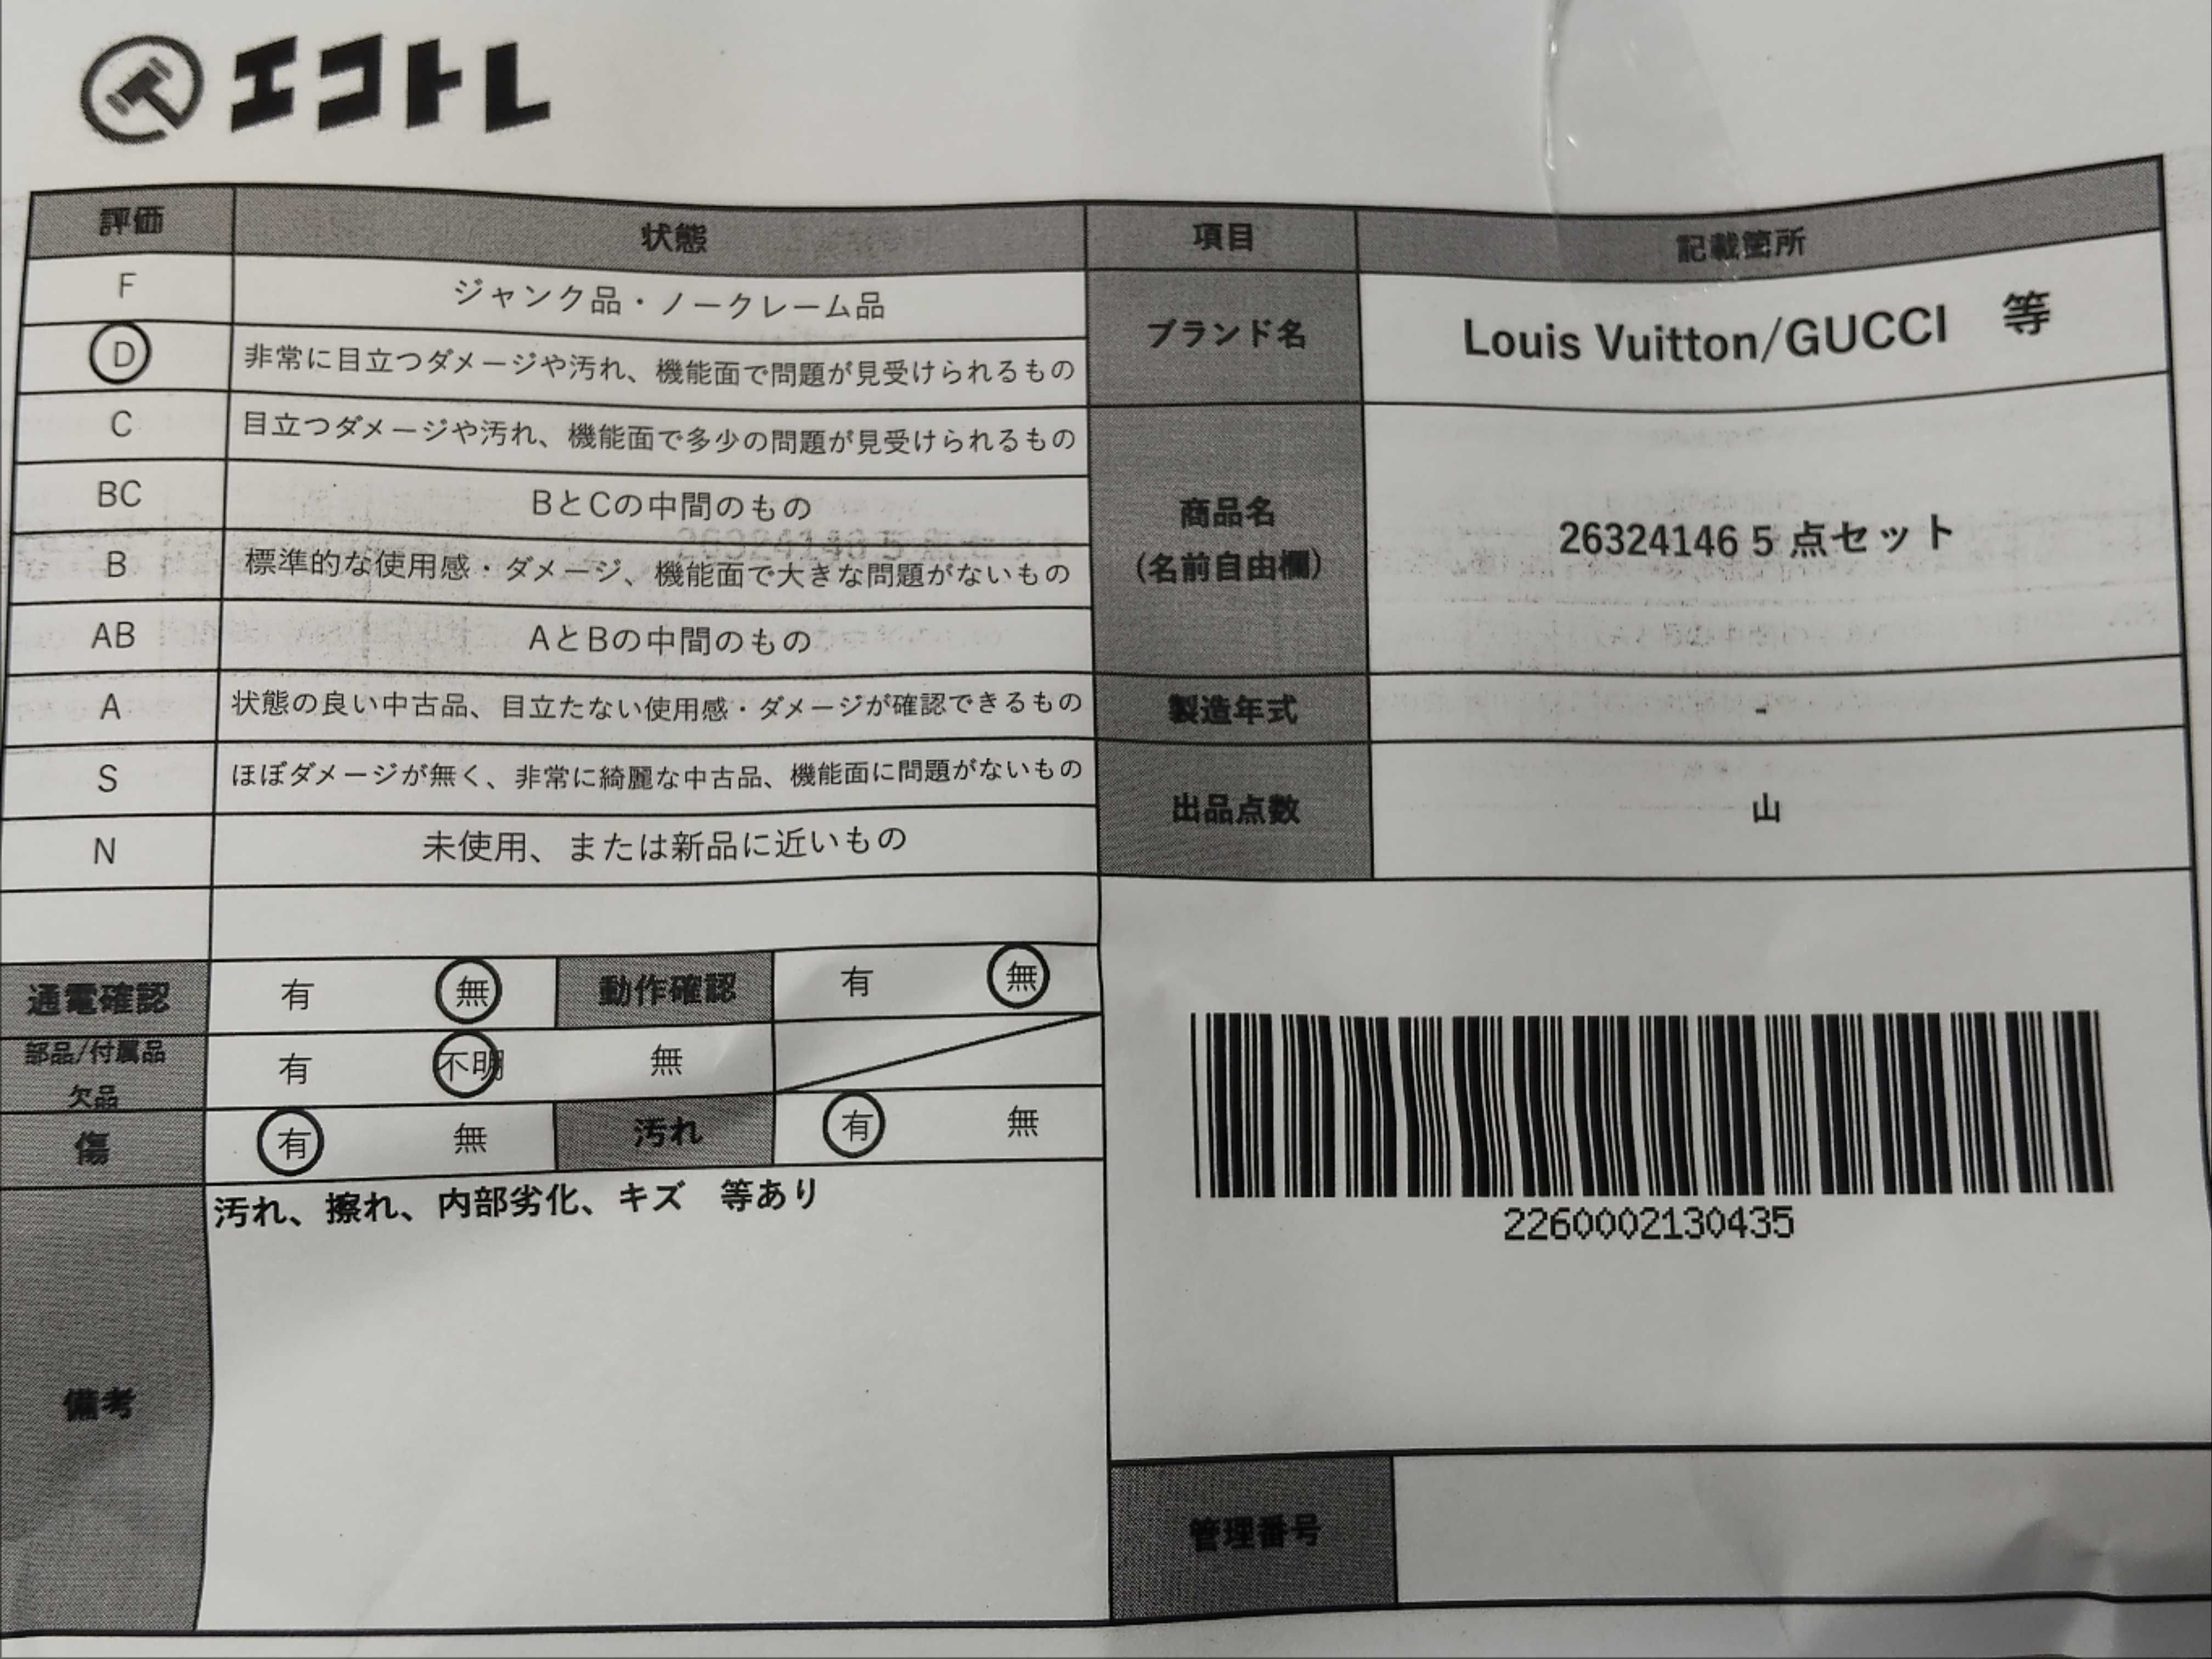 エコトレ
評価 状態 項目 記載箇所
F ジャンク品・ノークレーム品
D 非常に目立つダメージや汚れ、機能面で問題が見受けられるもの
C 目立つダメージや汚れ、機能面で多少の問題が見受けられるもの
BC BとCの中間のもの
B 標準的な使用感・ダメージ、機能面で大きな問題がないもの
AB AとBの中間のもの
A 状態の良い中古品、目立たない使用感・ダメージが確認できるもの
S ほぼダメージが無く、非常に綺麗な中古品、機能面に問題がないもの
N 未使用、または新品に近いもの
ブランド名 Louis Vuitton/GUCCI 等
商品名
(名前自由欄)
26324146 5 点セット
製造年式 -
出品点数 山
通電確認 有 無 動作確認 有 無
部品/付属品
欠品
有 不明 無
傷 有 無 汚れ 有 無
備考
汚れ、擦れ、内部劣化、キズ 等あり
2260002130435
管理番号